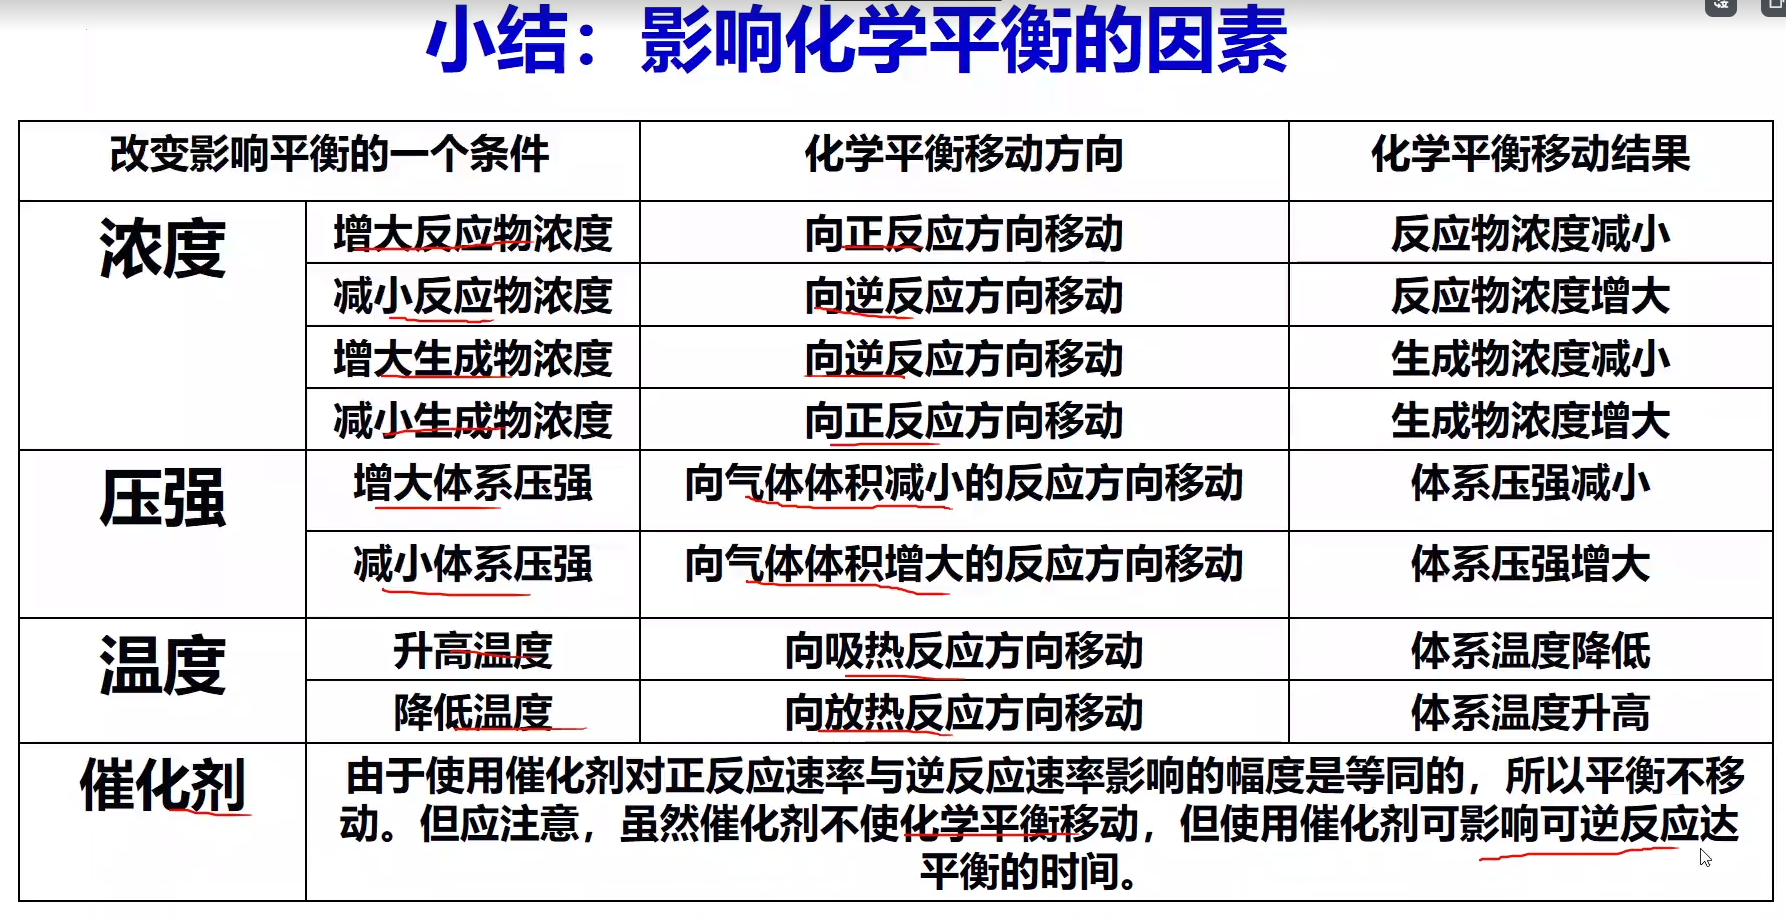 小结：影响化学平衡的因素
改变影响平衡的一个条件 化学平衡移动方向 化学平衡移动结果
浓度 增大反应物浓度 向正反应方向移动 反应物浓度减小
减小反应物浓度 向逆反应方向移动 反应物浓度增大
增大生成物浓度 向逆反应方向移动 生成物浓度减小
减小生成物浓度 向正反应方向移动 生成物浓度增大
压强 增大体系压强 向气体体积减小的反应方向移动 体系压强减小
减小体系压强 向气体体积增大的反应方向移动 体系压强增大
温度 升高温度 向吸热反应方向移动 体系温度降低
降低温度 向放热反应方向移动 体系温度升高
催化剂 由于使用催化剂对正反应速率与逆反应速率影响的幅度是等同的，所以平衡不移
动。但应注意，虽然催化剂不使化学平衡移动，但使用催化剂可影响可逆反应达
平衡的时间。